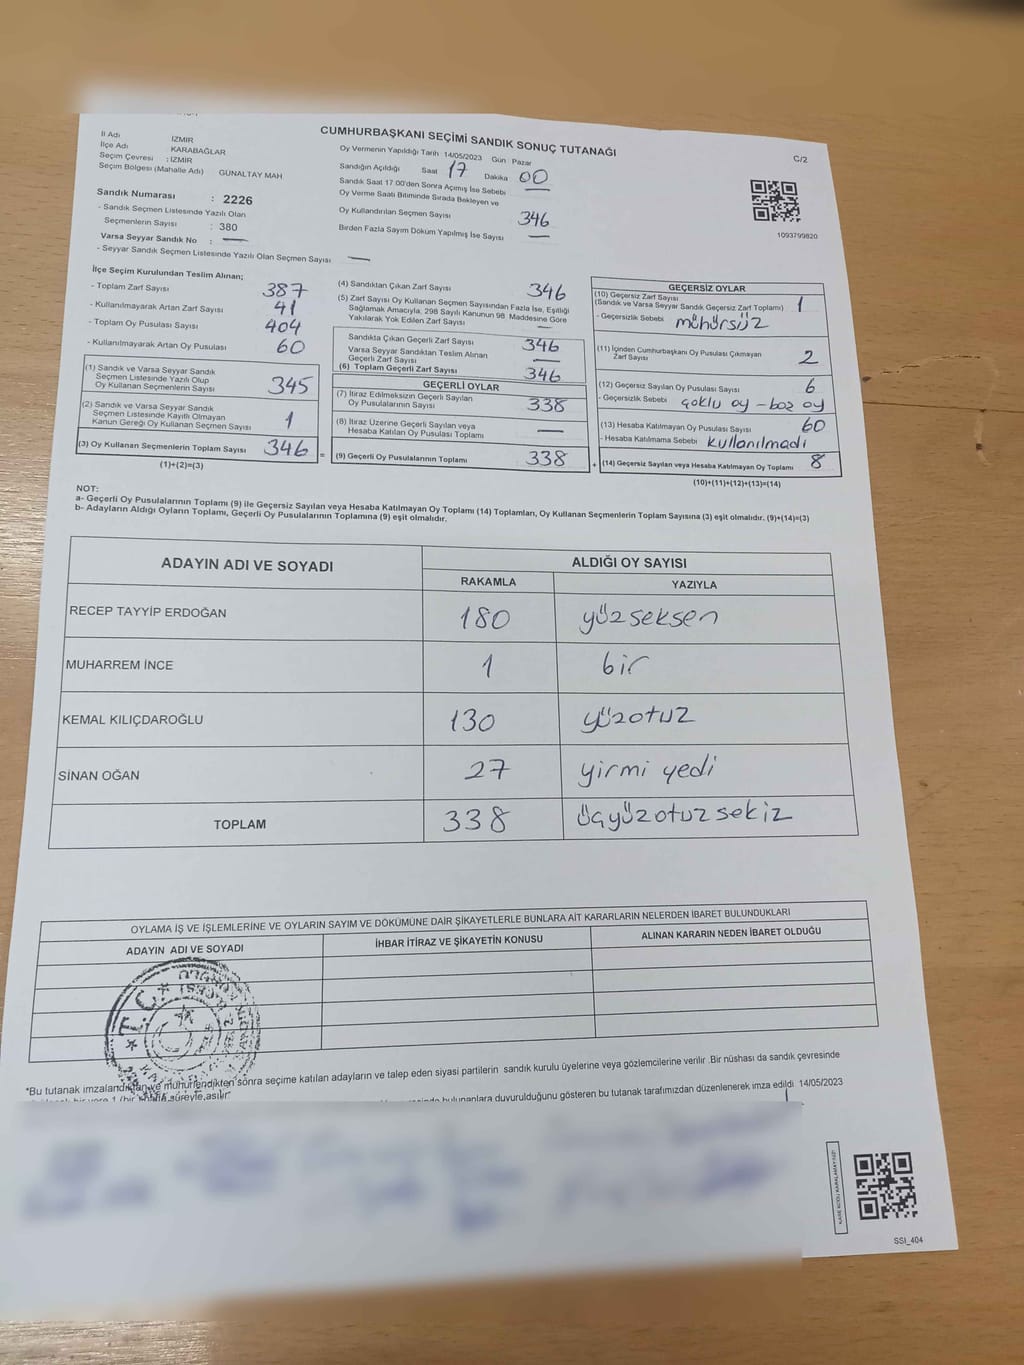 CUMHURBAŞKANI SEÇİMİ SANDIK SONUÇ TUTANAĞI
C/2
İl Adı İZMİR
İlçe Adı KARABAĞLAR
Seçim Çevresi : İZMİR
Seçim Bölgesi (Mahalle Adı) GÜNALTAY MAH
Sandık Numarası : 2226
- Sandık Seçmen Listesinde Yazılı Olan
Seçmenlerin Sayısı : 380
Varsa Seyyar Sandık No : —
- Seyyar Sandık Seçmen Listesinde Yazılı Olan Seçmen Sayısı —
Oy Vermenin Yapıldığı Tarih 14/05/2023 Gün Pazar
Sandığın Açıldığı Saat 17 Dakika 00
Sandık Saat 17.00'den Sonra Açımış İse Sebebi —
Oy Verme Saati Bitiminde Sırada Bekleyen ve
Oy Kullandırılan Seçmen Sayısı 346
Birden Fazla Sayım Döküm Yapılmış İse Sayısı —
1093799820
İlçe Seçim Kurulundan Teslim Alınan;
- Toplam Zarf Sayısı 387
- Kullanılmayarak Artan Zarf Sayısı 41
- Toplam Oy Pusulası Sayısı 404
- Kullanılmayarak Artan Oy Pusulası 60
(1) Sandık ve Varsa Seyyar Sandık
Seçmen Listesinde Yazılı Olup
Oy Kullanan Seçmenlerin Sayısı 345
(2) Sandık ve Varsa Seyyar Sandık
Seçmen Listesinde Kayıtlı Olmayan
Kanun Gereği Oy Kullanan Seçmen Sayısı 1
(3) Oy Kullanan Seçmenlerin Toplam Sayısı 346 =
(1)+(2)=(3)
(4) Sandıktan Çıkan Zarf Sayısı 346
(5) Zarf Sayısı Oy Kullanan Seçmen Sayısından Fazla İse, Eşitliği
Sağlamak Amacıyla, 298 Sayılı Kanunun 98. Maddesine Göre
Yakılarak Yok Edilen Zarf Sayısı —
Sandıkta Çıkan Geçerli Zarf Sayısı 346
Varsa Seyyar Sandıktan Teslim Alınan
Geçerli Zarf Sayısı —
(6) Toplam Geçerli Zarf Sayısı 346
GEÇERLİ OYLAR
(7) İtiraz Edilmeksizin Geçerli Sayılan
Oy Pusulalarının Sayısı 338
(8) İtiraz Üzerine Geçerli Sayılan veya
Hesaba Katılan Oy Pusulası Toplamı —
(9) Geçerli Oy Pusulalarının Toplamı 338 +
GEÇERSİZ OYLAR
(10) Geçersiz Zarf Sayısı
(Sandık ve Varsa Seyyar Sandık Geçersiz Zarf Toplamı) 1
- Geçersizlik Sebebi mühürsüz
(11) İçinden Cumhurbaşkanı Oy Pusulası Çıkmayan
Zarf Sayısı 2
(12) Geçersiz Sayılan Oy Pusulası Sayısı 6
- Geçersizlik Sebebi çoklu oy - boz oy
(13) Hesaba Katılmayan Oy Sayısı 60
- Hesaba Katılmama Sebebi kullanılmadı
(14) Geçersiz Sayılan veya Hesaba Katılmayan Oy Toplamı 8
(10)+(11)+(12)+(13)=(14)
NOT:
a- Geçerli Oy Pusulalarının Toplamı (9) ile Geçersiz Sayılan veya Hesaba Katılmayan Oy Toplamı (14) Toplamları, Oy Kullanan Seçmenlerin Toplam Sayısına (3) eşit olmalıdır. (9)+(14)=(3)
b- Adayların Aldığı Oyların Toplamı, Geçerli Oy Pusulalarının Toplamına (9) eşit olmalıdır.
ADAYIN ADI VE SOYADI ALDIĞI OY SAYISI
RAKAMLA YAZIYLA
RECEP TAYYİP ERDOĞAN 180 yüzseksen
MUHARREM İNCE 1 bir
KEMAL KILIÇDAROĞLU 130 yüzotuz
SİNAN OĞAN 27 yirmi yedi
TOPLAM 338 üçyüzotuzsekiz
OYLAMA İŞ VE İŞLEMLERİNE VE OYLARIN SAYIM VE DÖKÜMÜNE DAİR ŞİKAYETLERLE BUNLARA AİT KARARLARIN NELERDEN İBARET BULUNDUKLARI
ADAYIN ADI VE SOYADI İHBAR İTİRAZ VE ŞİKAYETİN KONUSU ALINAN KARARIN NEDEN İBARET OLDUĞU
T.C.
*Bu tutanak imzalandıktan ve mühürlendikten sonra seçime katılan adayların ve talep eden siyasi partilerin sandık kurulu üyelerine veya gözlemcilerine verilir .Bir nüshası da sandık çevresinde
1 (bir süreyle asılır. bulunanlara duyurulduğunu gösteren bu tutanak tarafımızdan düzenlenerek imza edildi 14/05/2023
KARE KODU KARALAMAYINIZ!
SSI_404